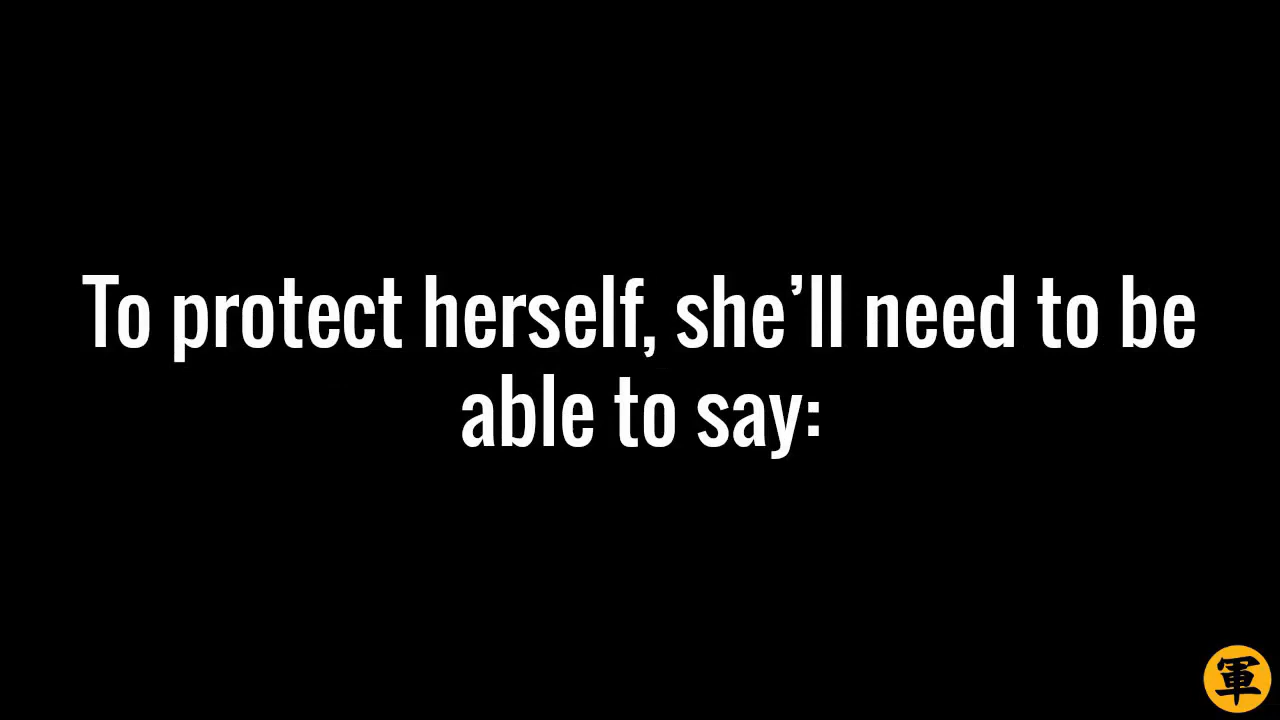 To protect herself, she’ll need to be
able to say:
軍